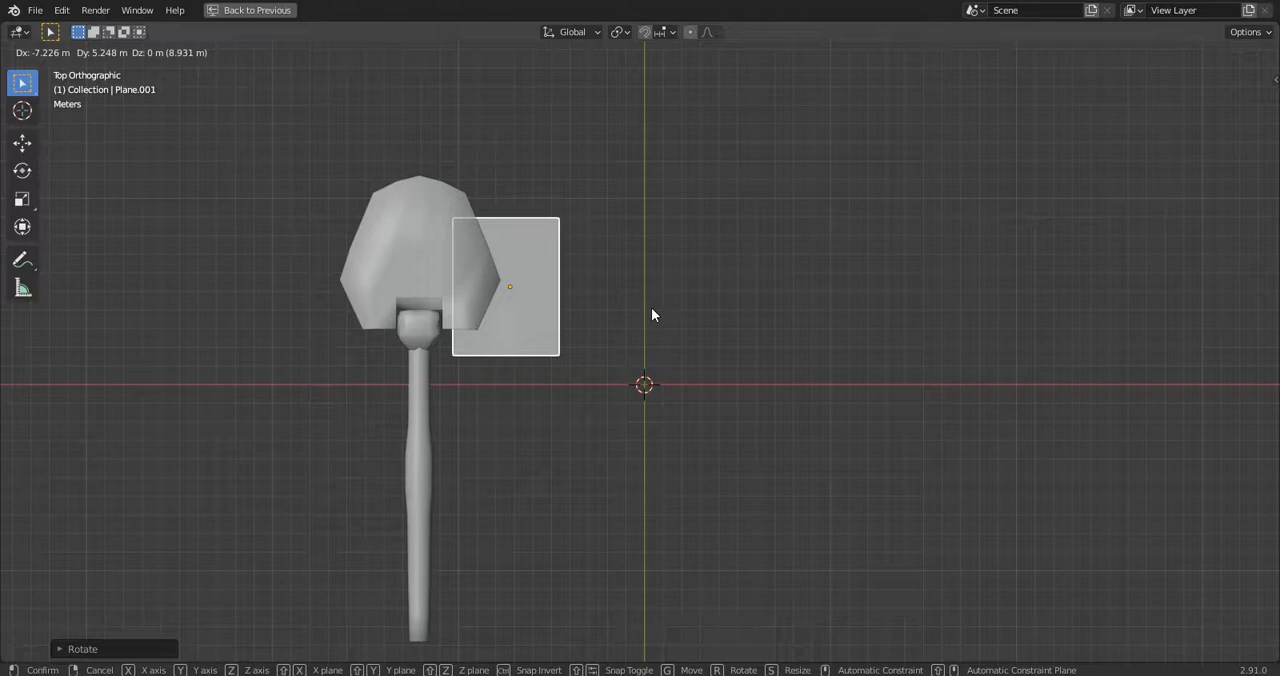 File Edit Render Window Help Back to Previous Scene View Layer
Global Options
Dx: -7.226 m Dy: 5.248 m Dz: 0 m (8.931 m)
Top Orthographic
(1) Collection | Plane.001
Meters
Rotate
Confirm Cancel X X axis Y Y axis Z Z axis X X plane Y Y plane Z Z plane Snap Invert Snap Toggle G Move R Rotate S Resize Automatic Constraint Automatic Constraint Plane 2.91.0